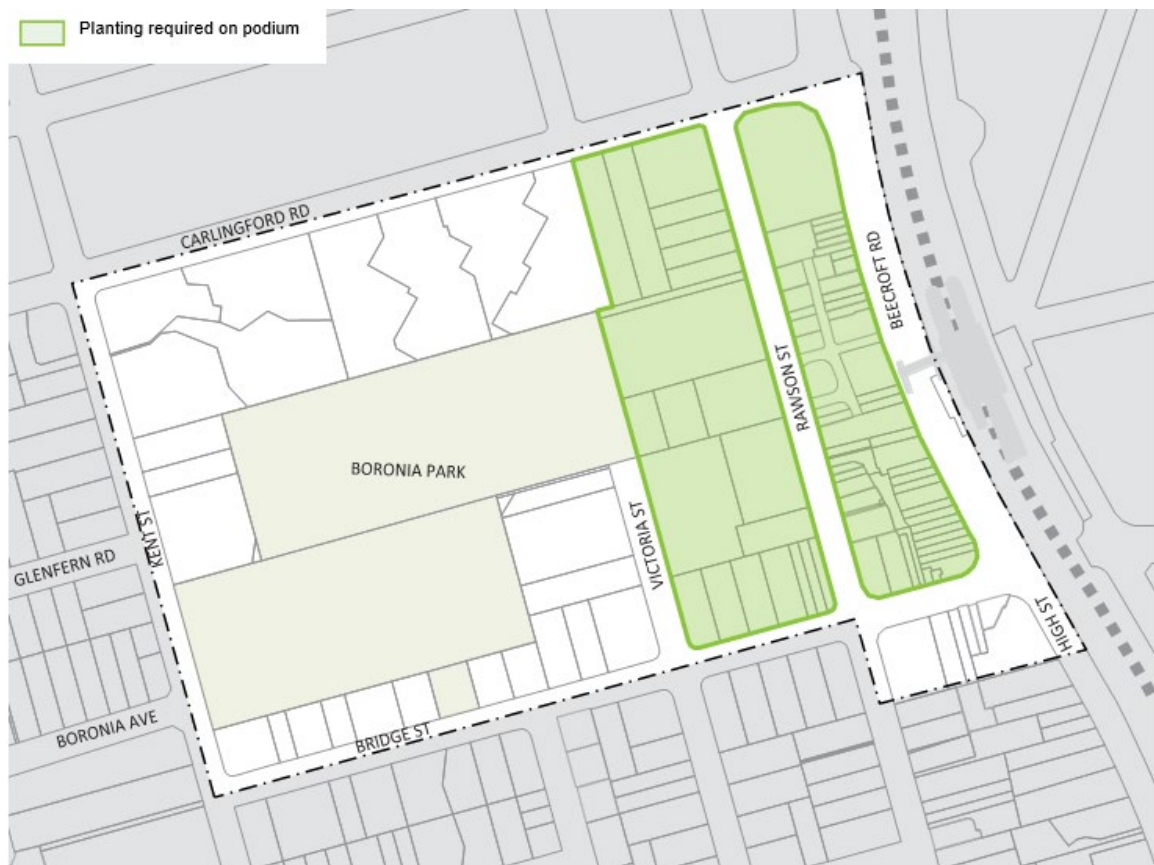 Planting required on podium
CARLINGFORD RD
BEECROFT RD
RAWSON ST
BORONIA PARK
VICTORIA ST
KENT ST
GLENFERN RD
HIGH ST
BORONIA AVE
BRIDGE ST